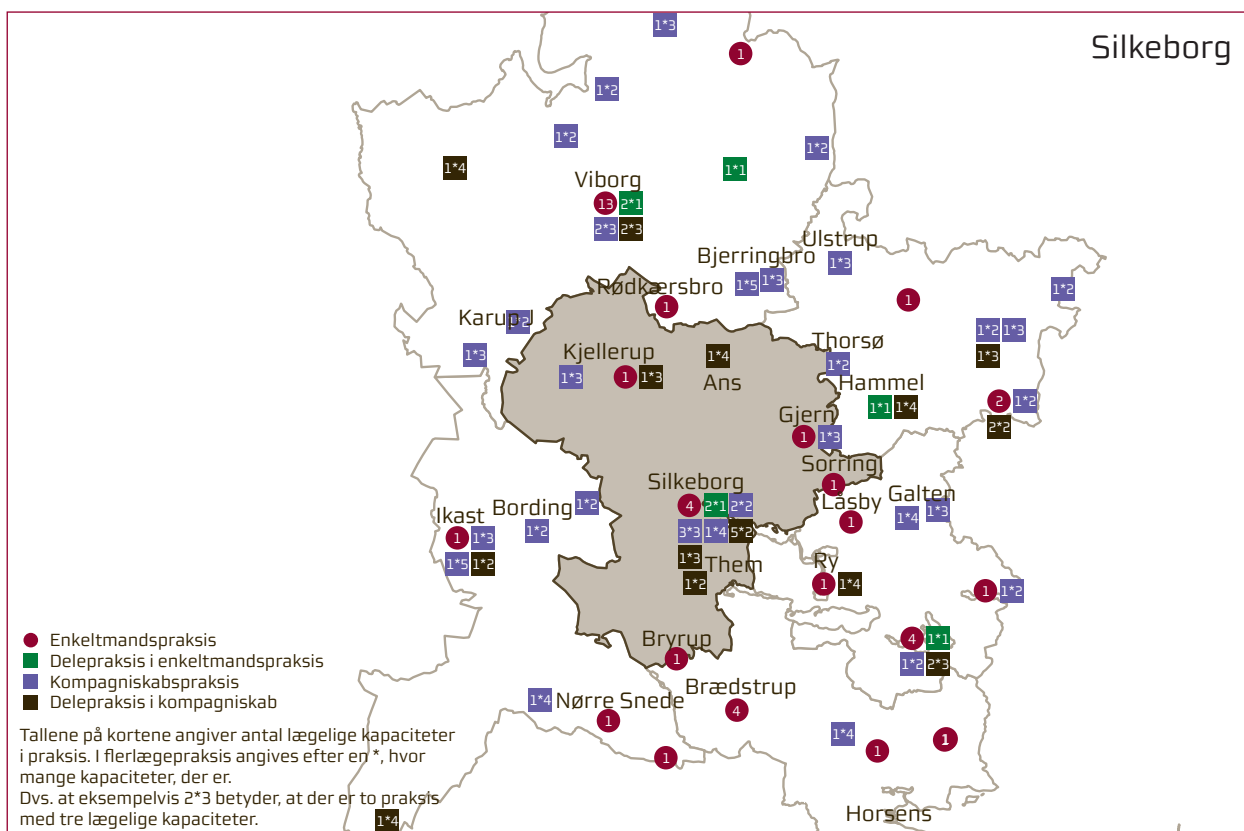 Silkeborg
1*3
1
1*2
1*2
1*2
1*4
1*1
Viborg
13 2*1
2*3 2*3
Ulstrup
Bjerringbro
1*3
1*5 1*3
Rødkærsbro
1
1
1*2
Karup J
1*2
1*2 1*3
1*3
1*3
Kjellerup
1*3 1 1*3
1*4
Ans
Thorsø
1*2
Hammel
1*1 1*4
2 1*2
2*2
Gjern
1 1*3
Sorring
1
Silkeborg
4 2*1 2*2
3*3 1*4 5*2
1*3
Them
1*2
Låsby
1
Galten
1*4 1*3
Ikast
1 1*3
1*5 1*2
Bording
1*2
1*2
Ry
1 1*4
1 1*2
4 1*1
1*2 2*3
Bryrup
1
Brædstrup
4
1*4
Nørre Snede
1
1
1*4
1
1
Horsens
Enkeltmandspraksis
Delepraksis i enkeltmandspraksis
Kompagniskabspraksis
Delepraksis i kompagniskab
Tallene på kortene angiver antal lægelige kapaciteter
i praksis. I flerlægepraksis angives efter en *, hvor
mange kapaciteter, der er.
Dvs. at eksempelvis 2*3 betyder, at der er to praksis
med tre lægelige kapaciteter.
1*4